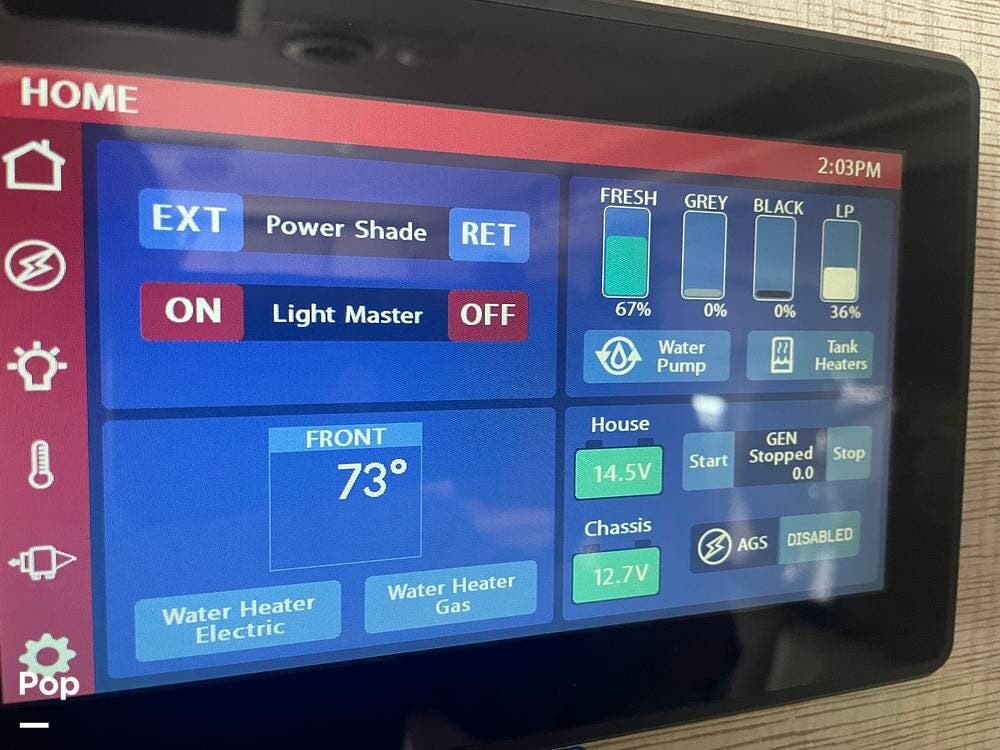 HOME
2:03PM
EXT Power Shade RET
ON Light Master OFF
FRESH GREY BLACK LP
67% 0% 0% 36%
Water
Pump
Tank
Heaters
FRONT
73°
Water Heater
Electric
Water Heater
Gas
House
14.5V
Start
GEN
Stopped
0.0
Stop
Chassis
12.7V
AGS DISABLED
Pop